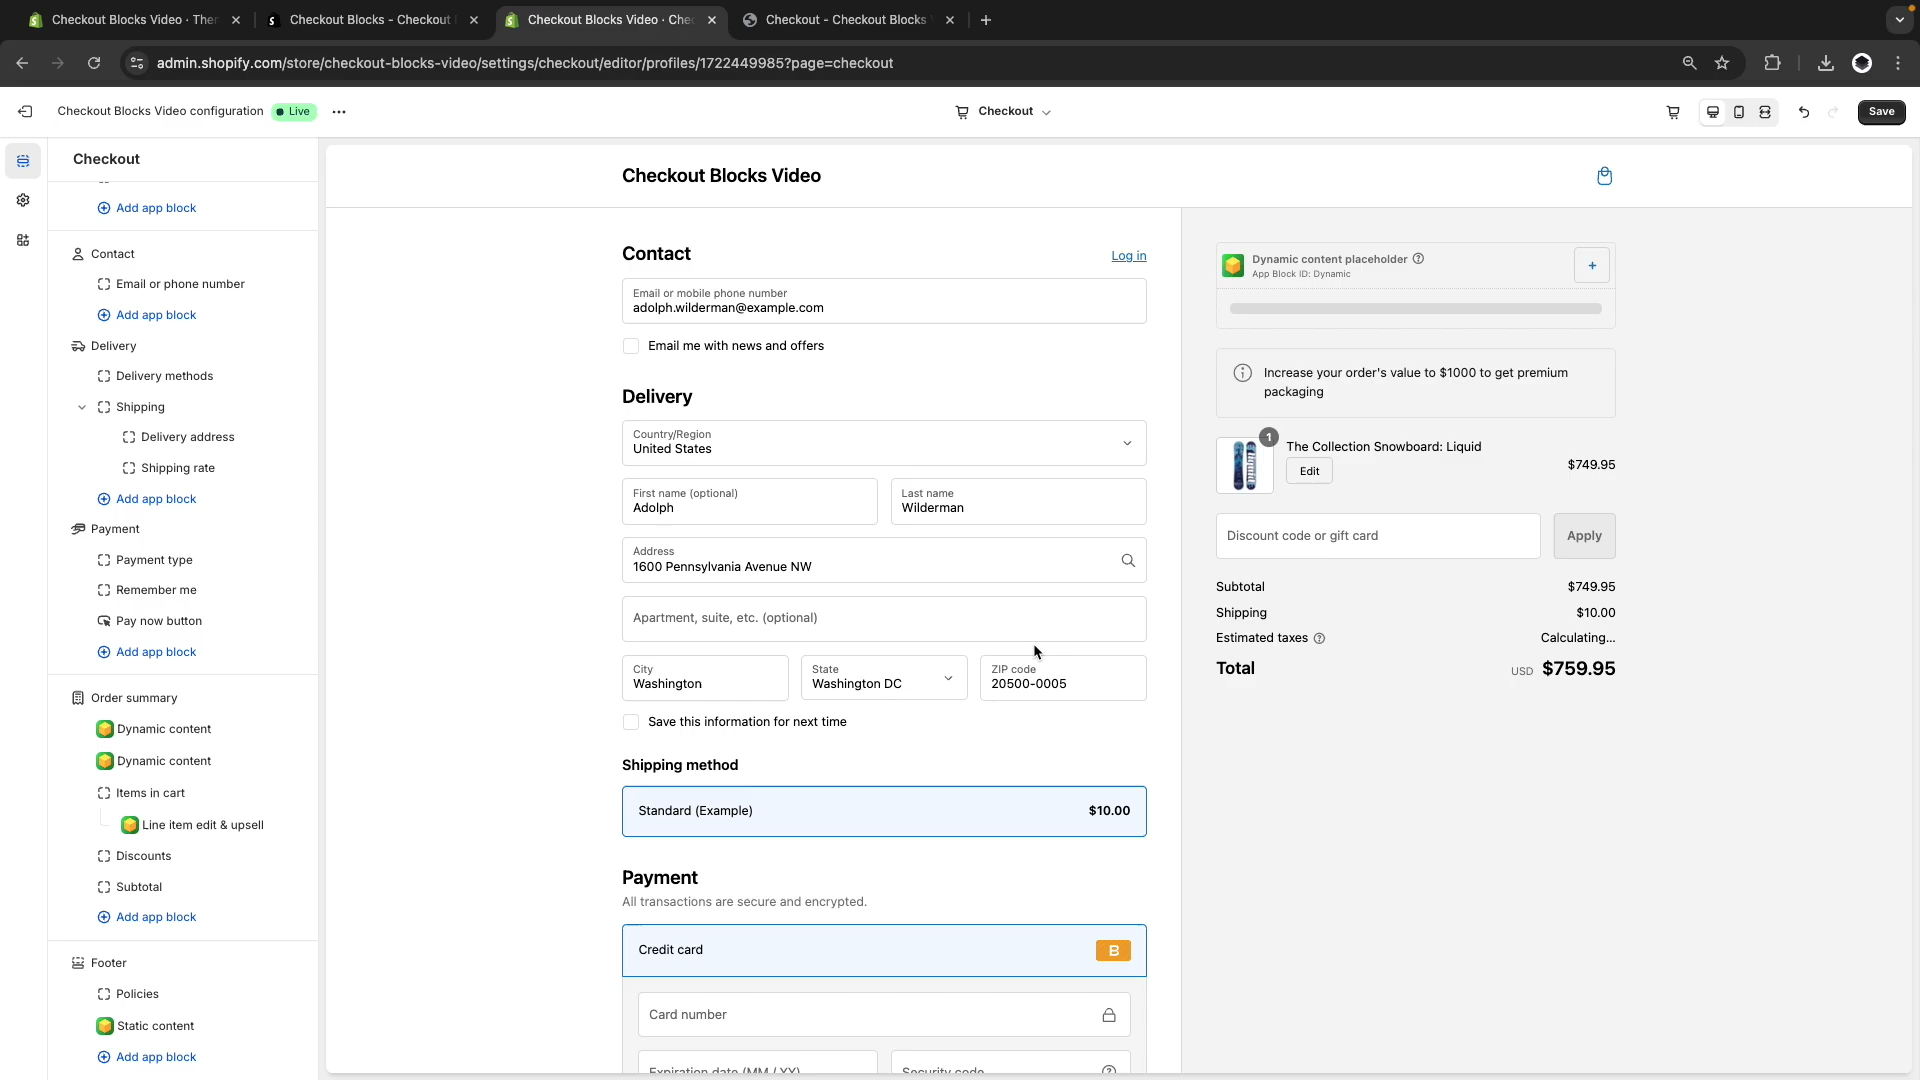 Checkout Blocks Video · Ther
Checkout Blocks - Checkout
Checkout Blocks Video · Chec
Checkout - Checkout Blocks
admin.shopify.com/store/checkout-blocks-video/settings/checkout/editor/profiles/1722449985?page=checkout
Checkout Blocks Video configuration
Live
Checkout
Save
Checkout
Add app block
Contact
Email or phone number
Add app block
Delivery
Delivery methods
Shipping
Delivery address
Shipping rate
Add app block
Payment
Payment type
Remember me
Pay now button
Add app block
Order summary
Dynamic content
Dynamic content
Items in cart
Line item edit & upsell
Discounts
Subtotal
Add app block
Footer
Policies
Static content
Add app block
Checkout Blocks Video
Contact
Log in
Email or mobile phone number
adolph.wilderman@example.com
Email me with news and offers
Delivery
Country/Region
United States
First name (optional)
Adolph
Last name
Wilderman
Address
1600 Pennsylvania Avenue NW
Apartment, suite, etc. (optional)
City
Washington
State
Washington DC
ZIP code
20500-0005
Save this information for next time
Shipping method
Standard (Example)
$10.00
Payment
All transactions are secure and encrypted.
Credit card
B
Card number
Expiration date (MM / YY)
Security code
Dynamic content placeholder
App Block ID: Dynamic
Increase your order's value to $1000 to get premium
packaging
1
The Collection Snowboard: Liquid
Edit
$749.95
Discount code or gift card
Apply
Subtotal
$749.95
Shipping
$10.00
Estimated taxes
Calculating...
Total
USD $759.95